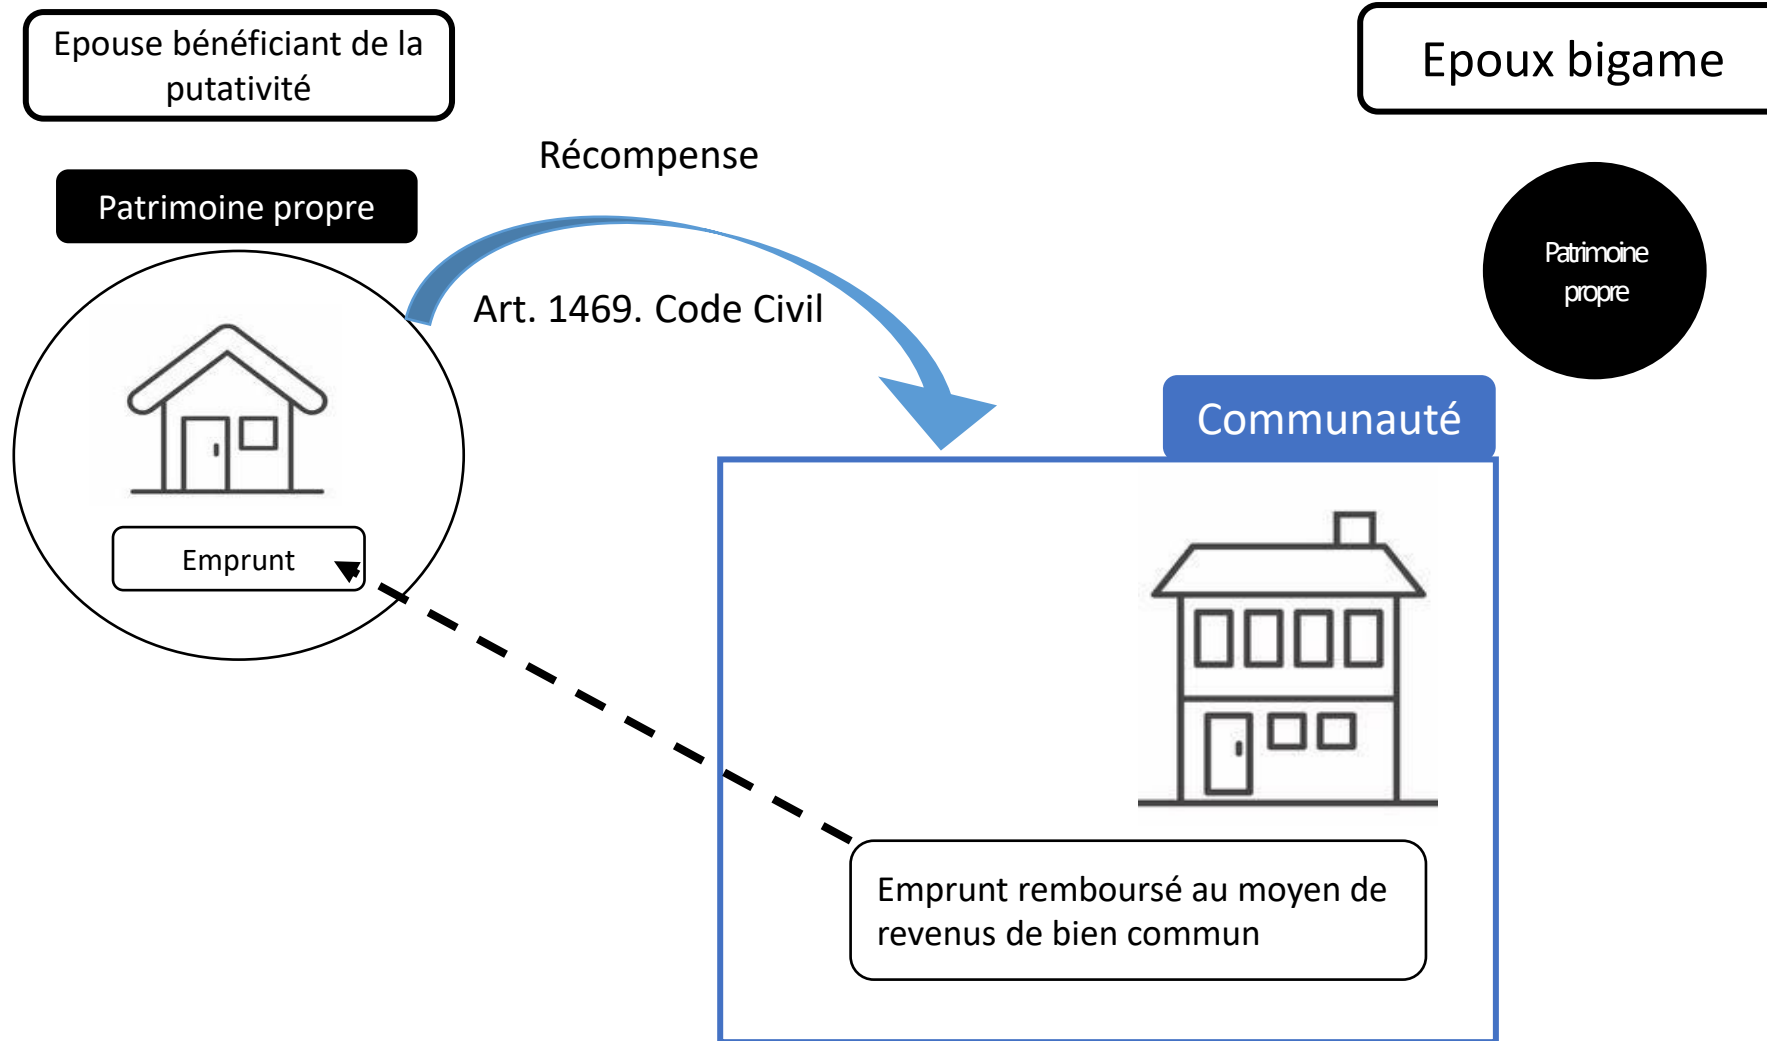 Epouse bénéficiant de la
putativité
Epoux bigame
Récompense
Patrimoine propre
Patrimoine
propre
Art. 1469. Code Civil
Communauté
Emprunt
Emprunt remboursé au moyen de
revenus de bien commun